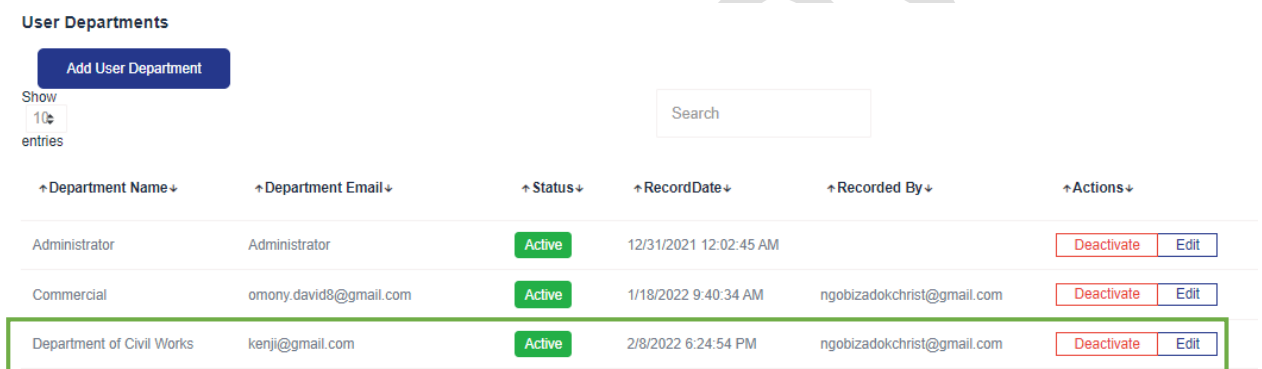 User Departments
Add User Department
Show
10
entries
Search
↑Department Name↓ ↑Department Email↓ ↑Status↓ ↑RecordDate↓ ↑Recorded By↓ ↑Actions↓
Administrator Administrator Active 12/31/2021 12:02:45 AM Deactivate Edit
Commercial omony.david8@gmail.com Active 1/18/2022 9:40:34 AM ngobizadokchrist@gmail.com Deactivate Edit
Department of Civil Works kenji@gmail.com Active 2/8/2022 6:24:54 PM ngobizadokchrist@gmail.com Deactivate Edit